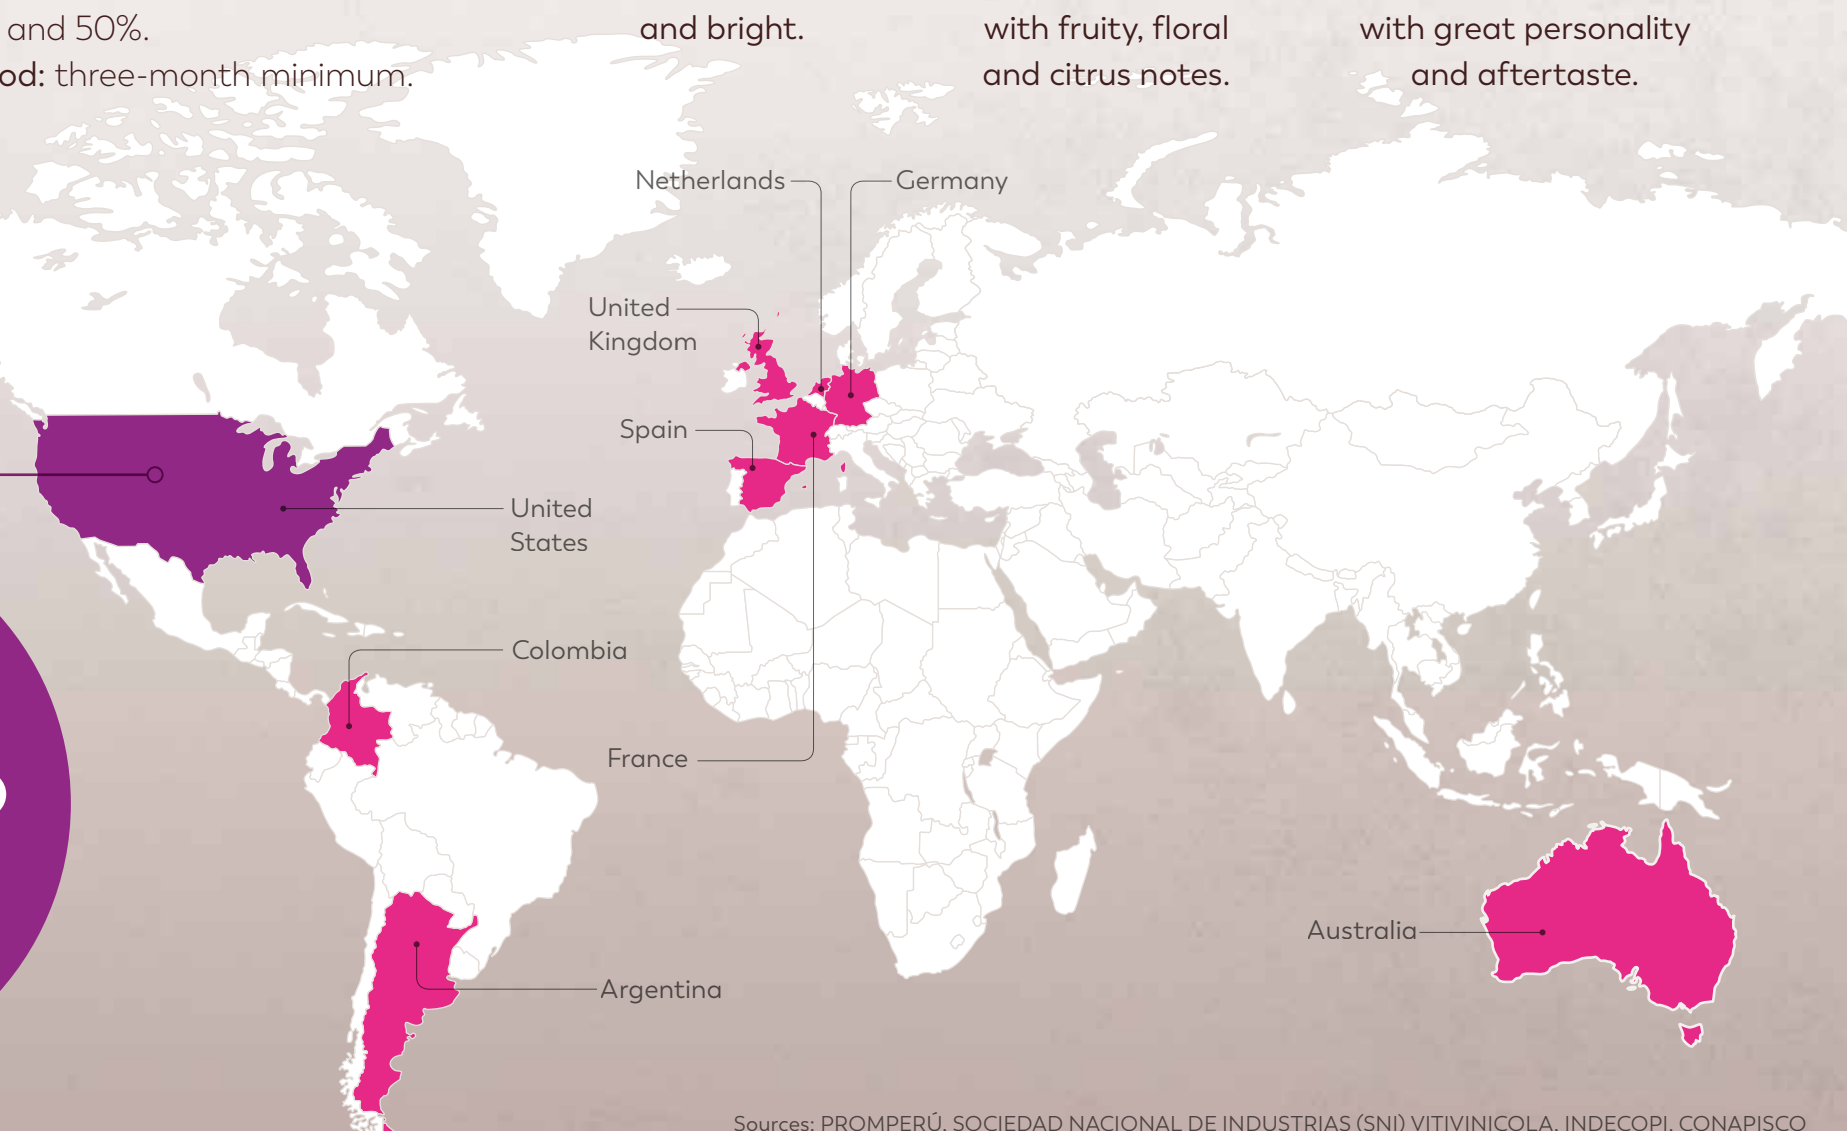 and 50%.
od: three-month minimum.
and bright.
with fruity, floral
and citrus notes.
with great personality
and aftertaste.
Netherlands
Germany
United
Kingdom
Spain
United
States
Colombia
France
Australia
Argentina
Sources: PROMPERÚ, SOCIEDAD NACIONAL DE INDUSTRIAS (SNI) VITIVINICOLA, INDECOPI, CONAPISCO